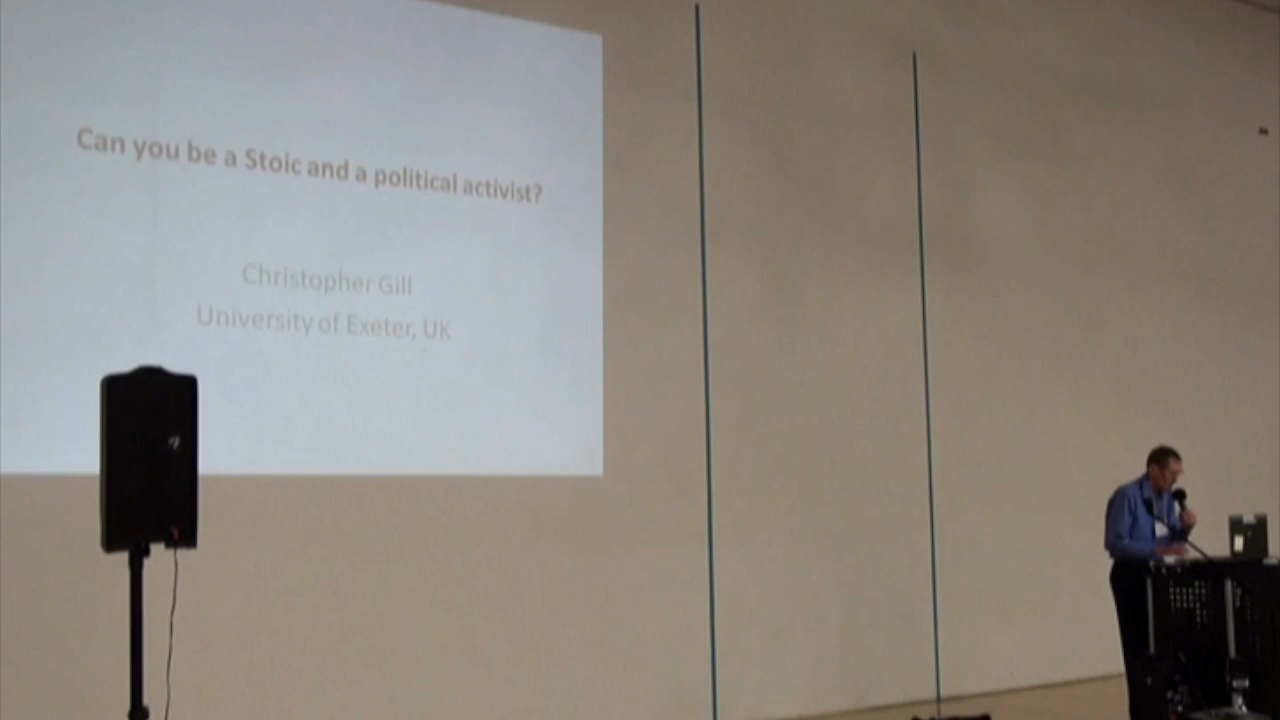 Can you be a Stoic and a political activist?
Christopher Gill
University of Exeter, UK